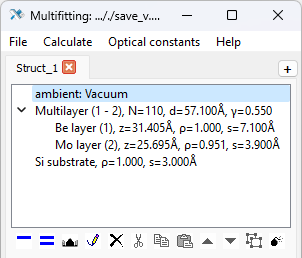 Multifitting: ..././save_v....
File Calculate Optical constants Help
Struct_1
+
ambient: Vacuum
Multilayer (1 - 2), N=110, d=57.100Å, γ=0.550
Be layer (1), z=31.405Å, ρ=1.000, s=7.100Å
Mo layer (2), z=25.695Å, ρ=0.951, s=3.900Å
Si substrate, ρ=1.000, s=3.000Å